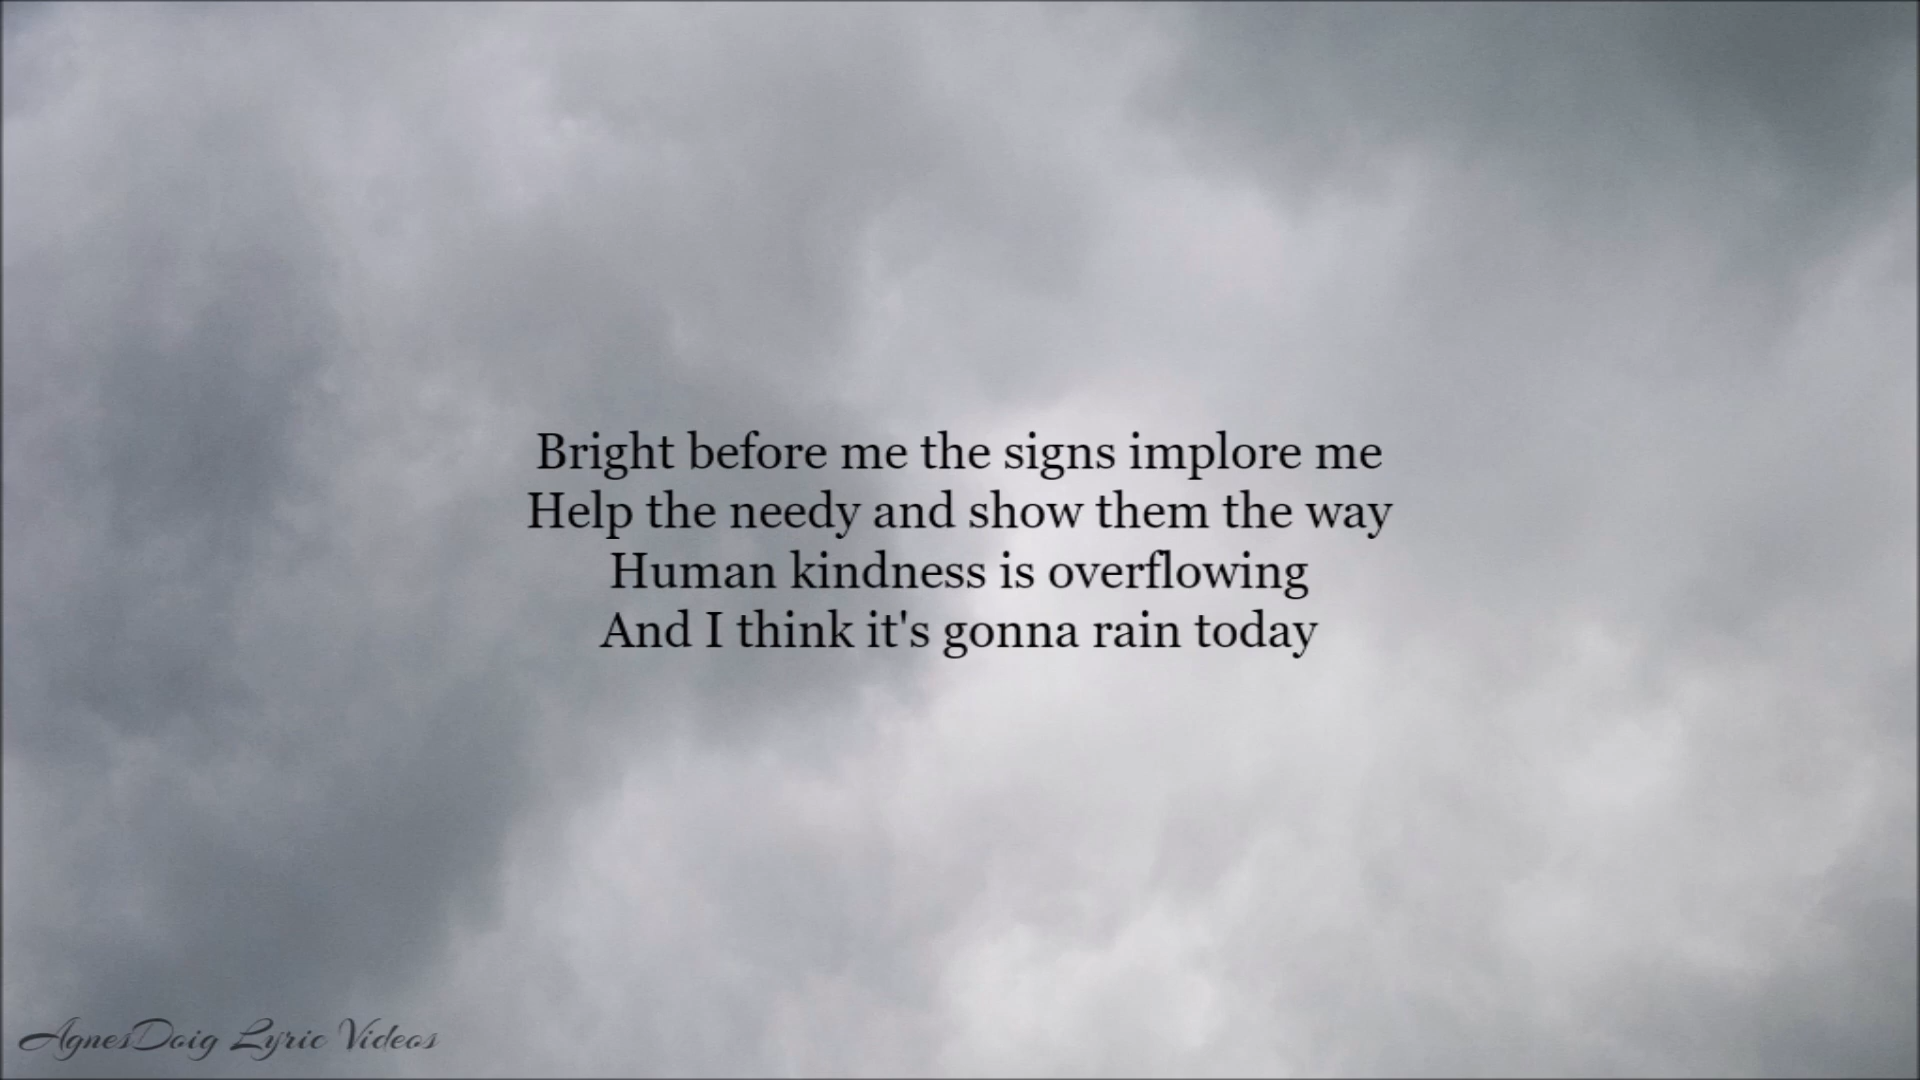 Bright before me the signs implore me
Help the needy and show them the way
Human kindness is overflowing
And I think it's gonna rain today
AgnesDoig Lyric Videos